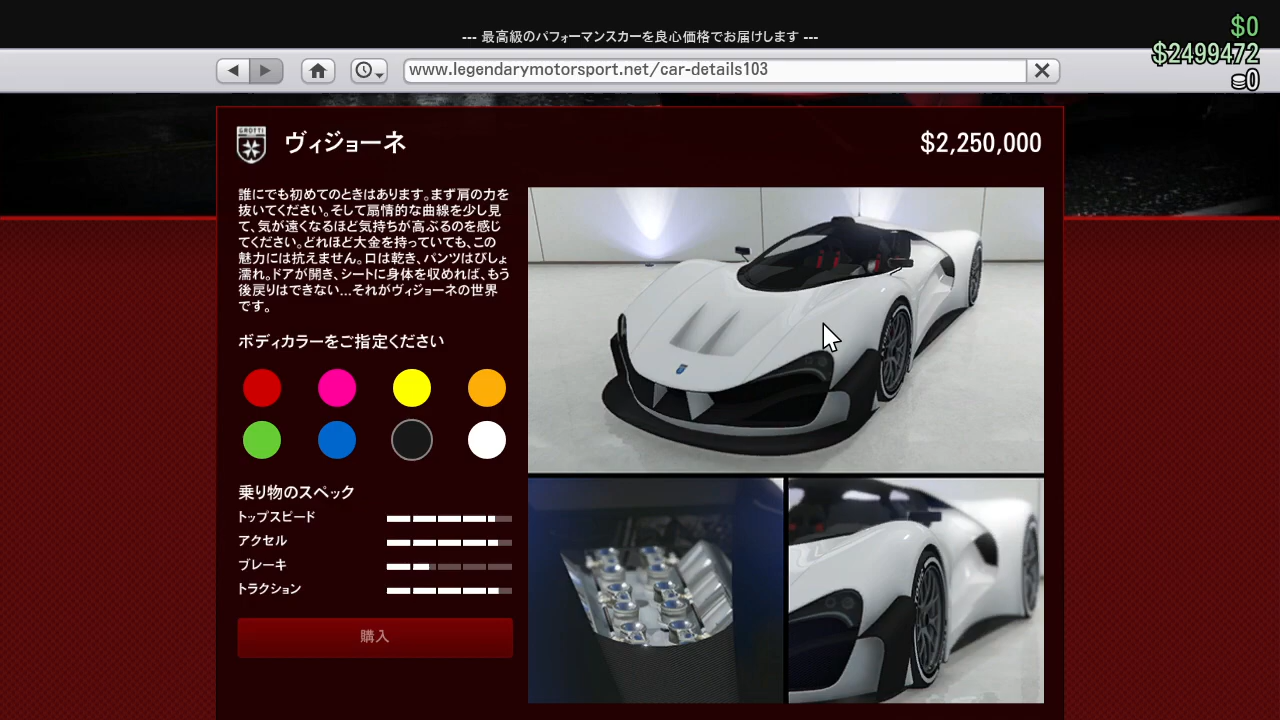 --- 最高級のパフォーマンスカーを良心価格でお届けします ---
$0
$2499472
0
www.legendarymotorsport.net/car-details103
GROTTI
ヴィジョーネ
$2,250,000
誰にでも初めてのときはあります。まず肩の力を
抜いてください。そして扇情的な曲線を少し見
て、気が遠くなるほど気持ちが高ぶるのを感じ
てください。どれほど大金を持っていても、この
魅力には抗えません。口は乾き、パンツはびしょ
濡れ。ドアが開き、シートに身体を収めれば、もう
後戻りはできない...それがヴィジョーネの世界
です。
ボディカラーをご指定ください
乗り物のスペック
トップスピード
アクセル
ブレーキ
トラクション
購入